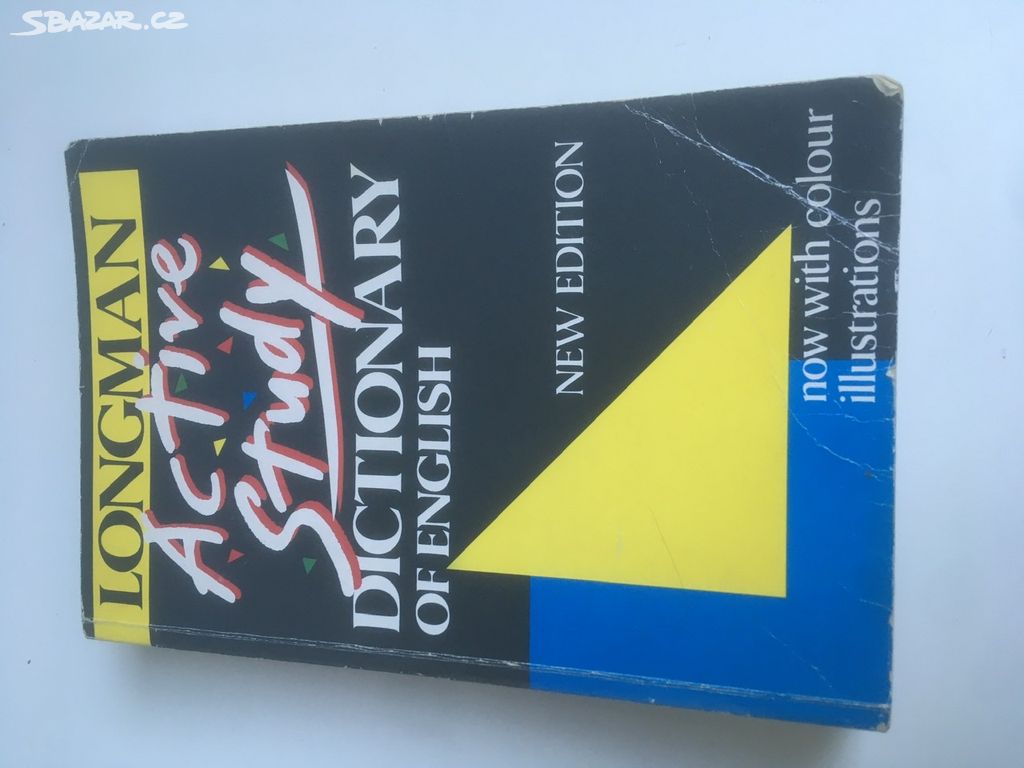 SBAZAR.CZ
LONGMAN
ACTIVE
STUDY
DICTIONARY
OF ENGLISH
NEW EDITION
now with colour
illustrations